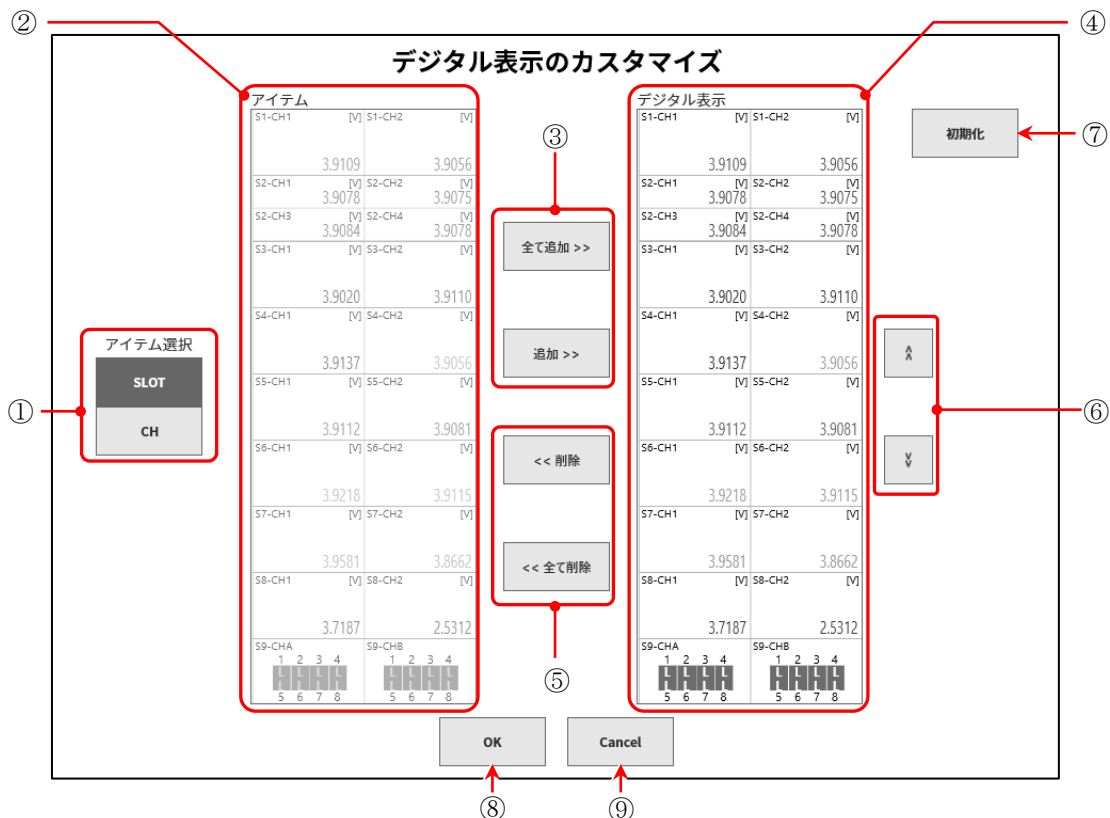 ② ④
デジタル表示のカスタマイズ
アイテム
S1-CH1 [V] S1-CH2 [V]
3.9109 3.9056
S2-CH1 [V] S2-CH2 [V]
3.9078 3.9075
S2-CH3 [V] S2-CH4 [V]
3.9084 3.9078
S3-CH1 [V] S3-CH2 [V]
3.9020 3.9110
S4-CH1 [V] S4-CH2 [V]
3.9137 3.9056
S5-CH1 [V] S5-CH2 [V]
3.9112 3.9081
S6-CH1 [V] S6-CH2 [V]
3.9218 3.9115
S7-CH1 [V] S7-CH2 [V]
3.9581 3.8662
S8-CH1 [V] S8-CH2 [V]
3.7187 2.5312
S9-CHA S9-CHB
1 2 3 4 1 2 3 4
L L L L L L L L
L L L L L L L L
5 6 7 8 5 6 7 8
③
全て追加 >>
追加 >>
<< 削除
<< 全て削除
⑤
デジタル表示
S1-CH1 [V] S1-CH2 [V]
3.9109 3.9056
S2-CH1 [V] S2-CH2 [V]
3.9078 3.9075
S2-CH3 [V] S2-CH4 [V]
3.9084 3.9078
S3-CH1 [V] S3-CH2 [V]
3.9020 3.9110
S4-CH1 [V] S4-CH2 [V]
3.9137 3.9056
S5-CH1 [V] S5-CH2 [V]
3.9112 3.9081
S6-CH1 [V] S6-CH2 [V]
3.9218 3.9115
S7-CH1 [V] S7-CH2 [V]
3.9581 3.8662
S8-CH1 [V] S8-CH2 [V]
3.7187 2.5312
S9-CHA S9-CHB
1 2 3 4 1 2 3 4
L L L L L L L L
L L L L L L L L
5 6 7 8 5 6 7 8
初期化 ⑦
アイテム選択
SLOT
CH
①
⑥
OK Cancel
⑧ ⑨